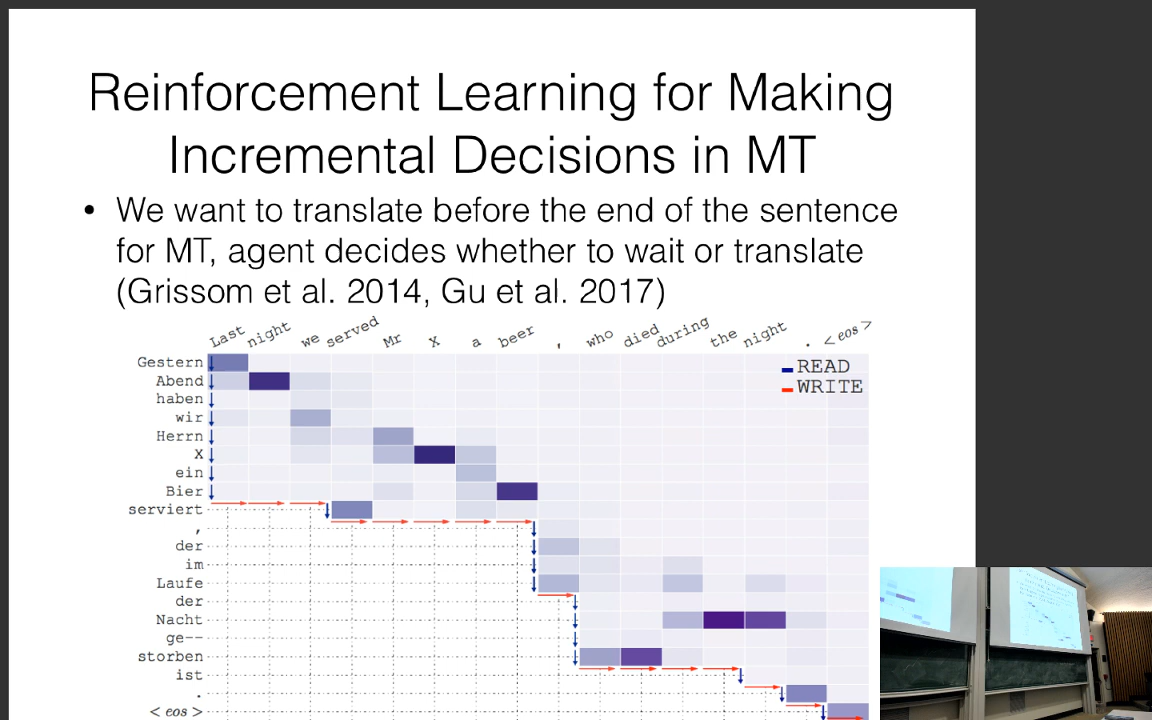 Reinforcement Learning for Making
Incremental Decisions in MT
• We want to translate before the end of the sentence
for MT, agent decides whether to wait or translate
(Grissom et al. 2014, Gu et al. 2017)
Last night we served Mr X a beer , who died during the night . <eos>
READ
WRITE
Gestern
Abend
haben
wir
Herrn
X
ein
Bier
serviert
,
der
im
Laufe
der
Nacht
ge--
storben
ist
.
<eos>